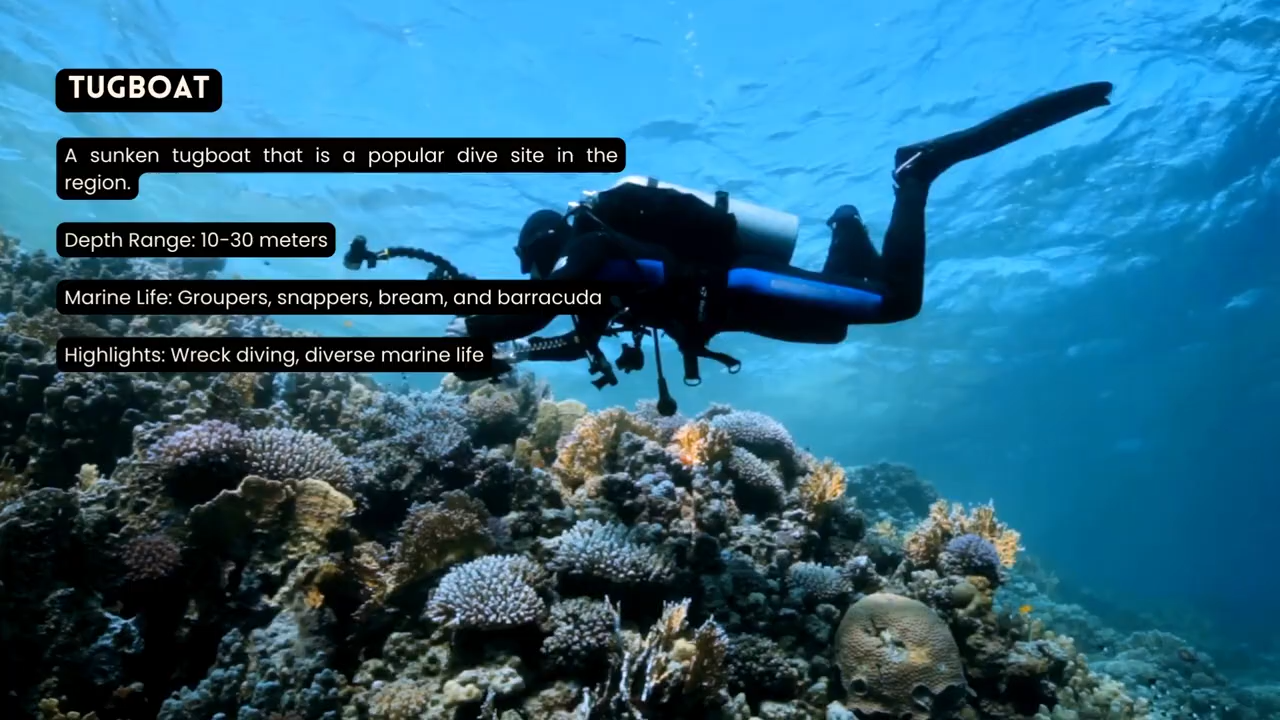 TUGBOAT
A sunken tugboat that is a popular dive site in the
region.
Depth Range: 10-30 meters
Marine Life: Groupers, snappers, bream, and barracuda
Highlights: Wreck diving, diverse marine life